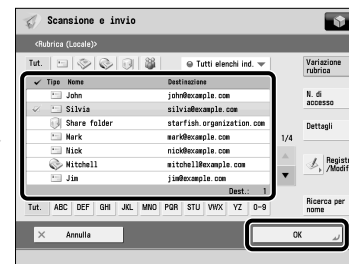 Scansione e invio
<Rubrica (Locale)>
Tut. Tutti elenchi ind. Variazione rubrica
✓ Tipo Nome Destinazione
John john@example.com N. di accesso
✓ Silvia silvia@example.com
Share folder starfish.organization.com Dettagli
Mark mark@example.com 1/4
Nick nick@example.com
Mitchell mitchell@example.com Registr /Modif
Jim jim@example.com
Dest.: 1
Tut. ABC DEF GHI JKL MNO PQR STU VWX YZ 0-9 Ricerca per nome
× Annulla OK